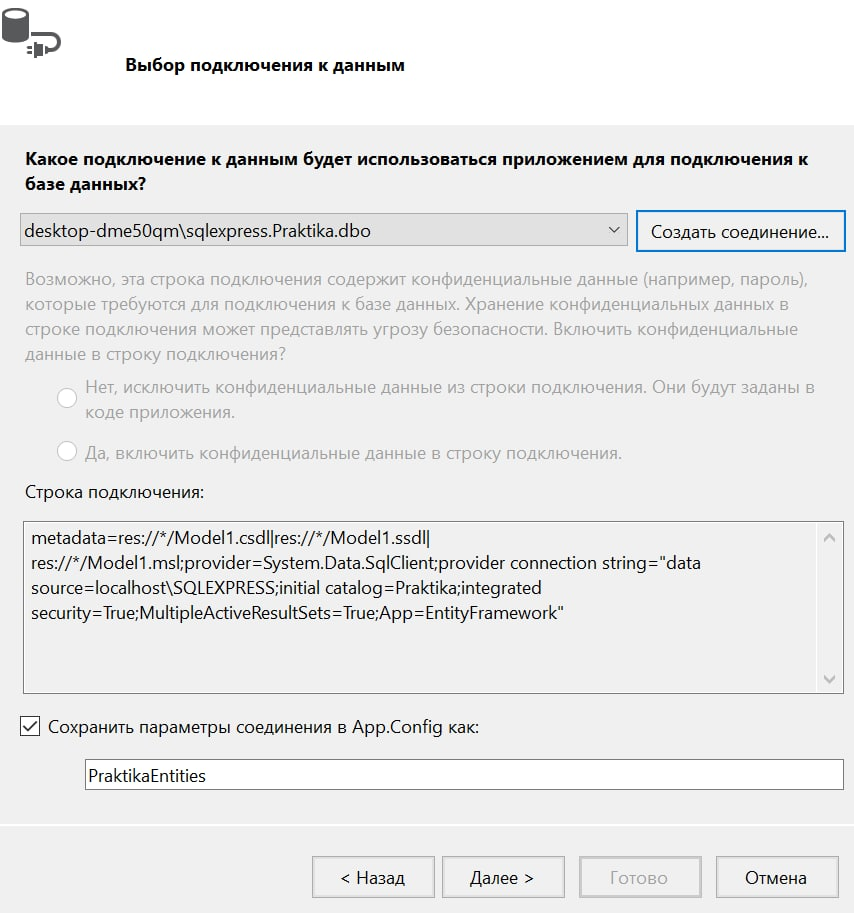 Выбор подключения к данным
Какое подключение к данным будет использоваться приложением для подключения к
базе данных?
desktop-dme50qm\sqlexpress.Praktika.dbo
Создать соединение...
Возможно, эта строка подключения содержит конфиденциальные данные (например, пароль),
которые требуются для подключения к базе данных. Хранение конфиденциальных данных в
строке подключения может представлять угрозу безопасности. Включить конфиденциальные
данные в строку подключения?
Нет, исключить конфиденциальные данные из строки подключения. Они будут заданы в
коде приложения.
Да, включить конфиденциальные данные в строку подключения.
Строка подключения:
metadata=res://*/Model1.csdl|res://*/Model1.ssdl|
res://*/Model1.msl;provider=System.Data.SqlClient;provider connection string="data
source=localhost\SQLEXPRESS;initial catalog=Praktika;integrated
security=True;MultipleActiveResultSets=True;App=EntityFramework"
Сохранить параметры соединения в App.Config как:
PraktikaEntities
< Назад
Далее >
Готово
Отмена